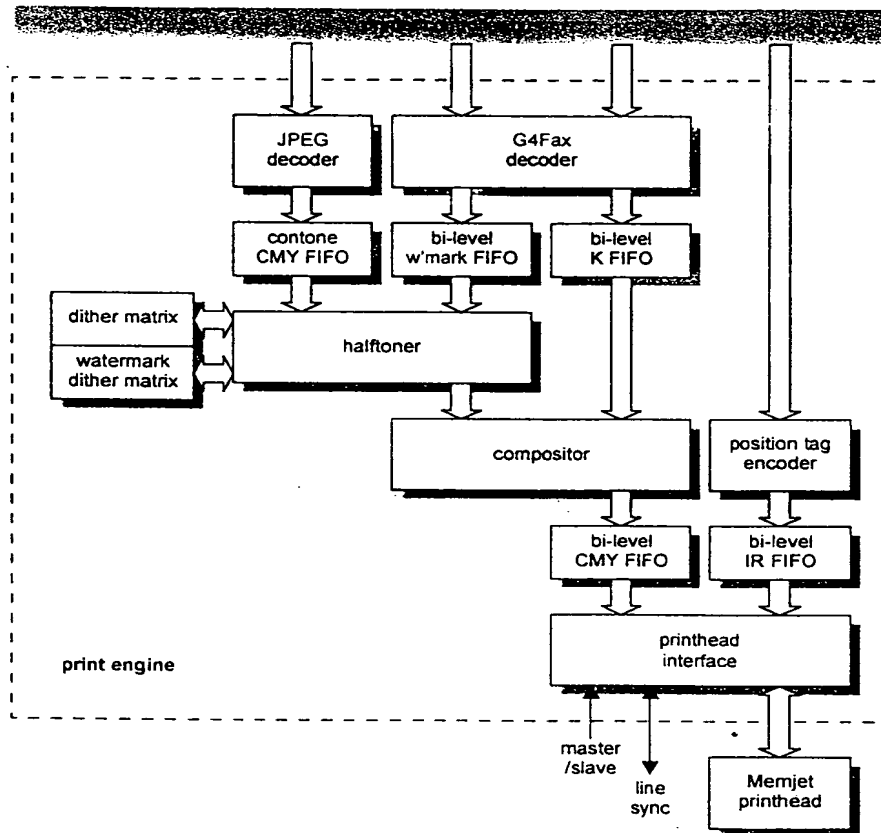 JPEG
decoder
G4Fax
decoder
contone
CMY FIFO
bi-level
w'mark FIFO
bi-level
K FIFO
dither matrix
watermark
dither matrix
halftoner
compositor
position tag
encoder
bi-level
CMY FIFO
bi-level
IR FIFO
printhead
interface
print engine
master
/slave
line
sync
Memjet
printhead